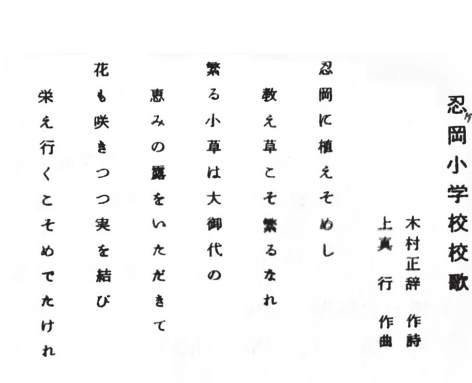 忍ヶ岡小学校校歌
木村正辞 作詩
上真行 作曲
忍岡に植えそめし
教え草こそ繁るなれ
繁る小草は大御代の
恵みの露をいただきて
花も咲きつつ実を結び
栄え行くこそめでたけれ